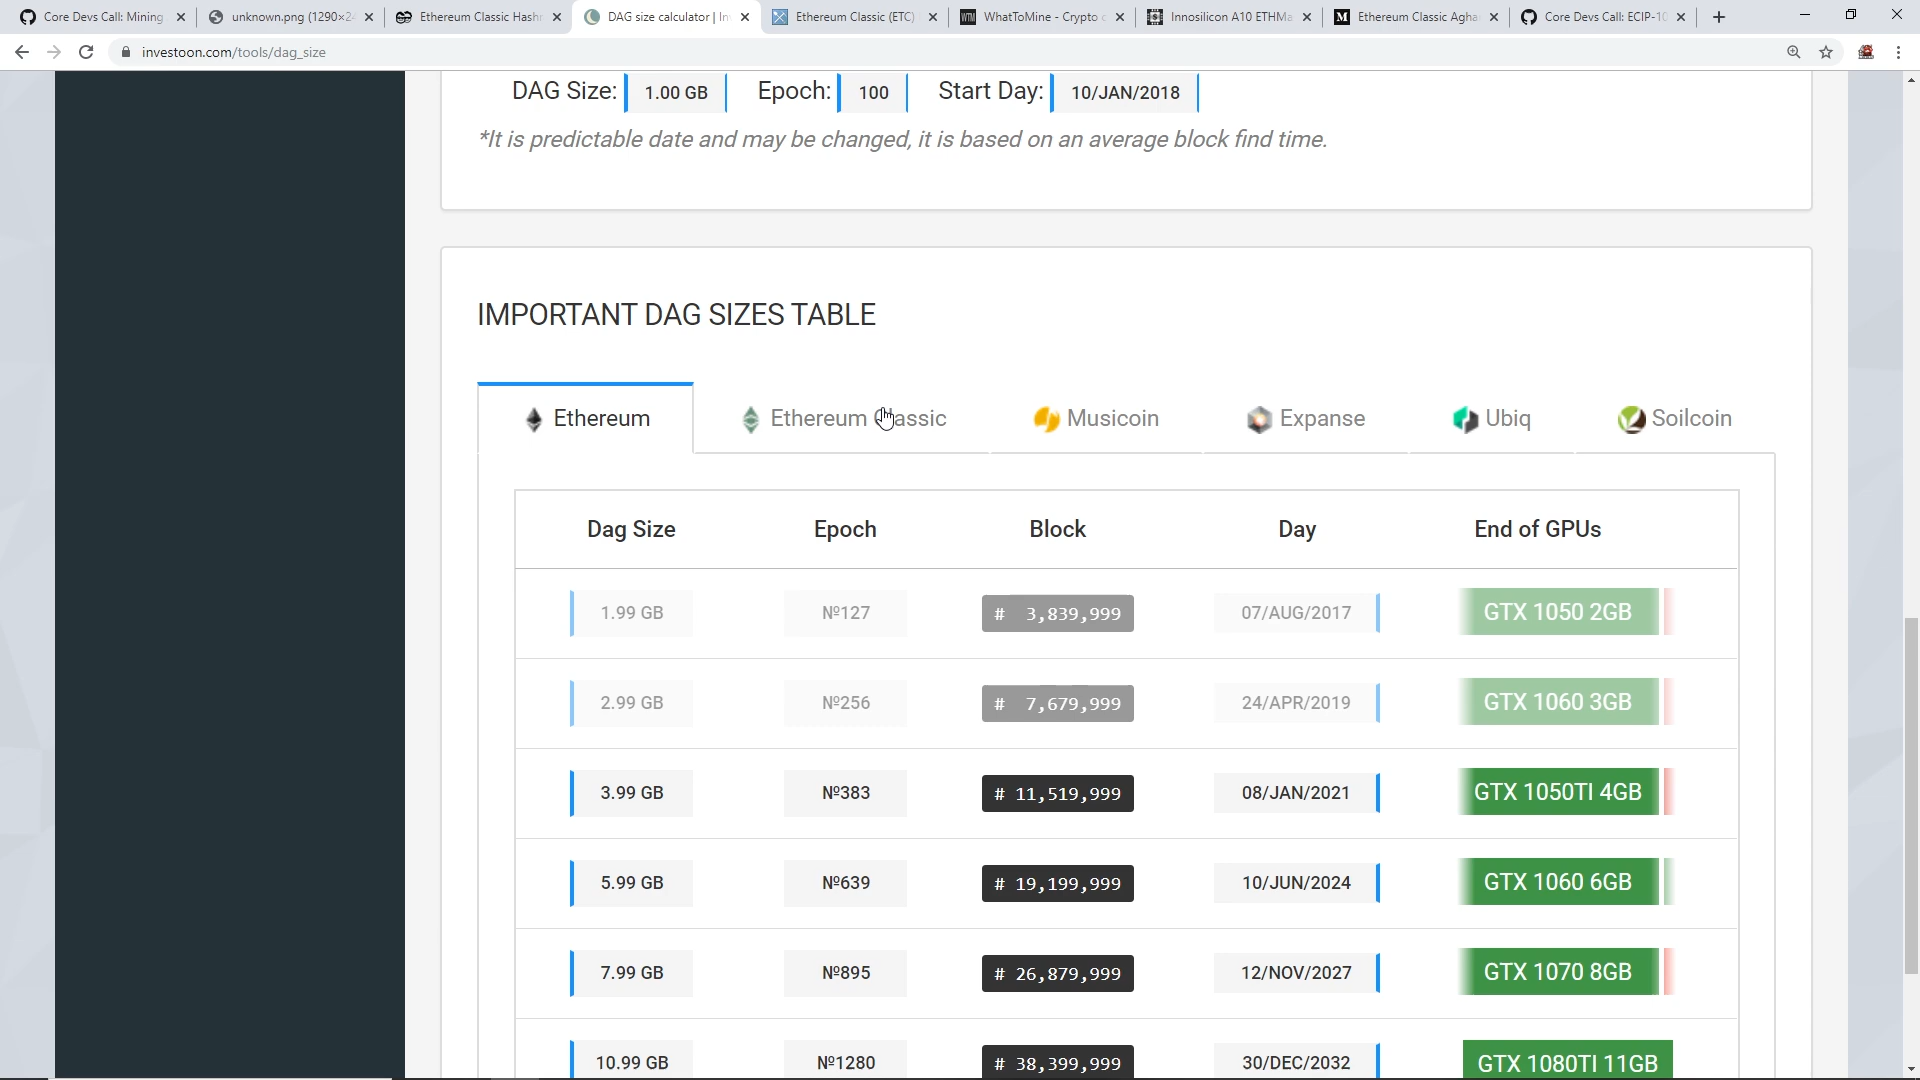 Core Devs Call: Mining
unknown.png (1290×2
Ethereum Classic Hashr
DAG size calculator | In
Ethereum Classic (ETC)
WhatToMine - Crypto c
Innosilicon A10 ETHMa
Ethereum Classic Agha
Core Devs Call: ECIP-10
investoon.com/tools/dag_size
DAG Size: 1.00 GB Epoch: 100 Start Day: 10/JAN/2018
*It is predictable date and may be changed, it is based on an average block find time.
IMPORTANT DAG SIZES TABLE
Ethereum Ethereum Classic Musicoin Expanse Ubiq Soilcoin
Dag Size Epoch Block Day End of GPUs
1.99 GB №127 # 3,839,999 07/AUG/2017 GTX 1050 2GB
2.99 GB №256 # 7,679,999 24/APR/2019 GTX 1060 3GB
3.99 GB №383 # 11,519,999 08/JAN/2021 GTX 1050TI 4GB
5.99 GB №639 # 19,199,999 10/JUN/2024 GTX 1060 6GB
7.99 GB №895 # 26,879,999 12/NOV/2027 GTX 1070 8GB
10.99 GB №1280 # 38,399,999 30/DEC/2032 GTX 1080TI 11GB